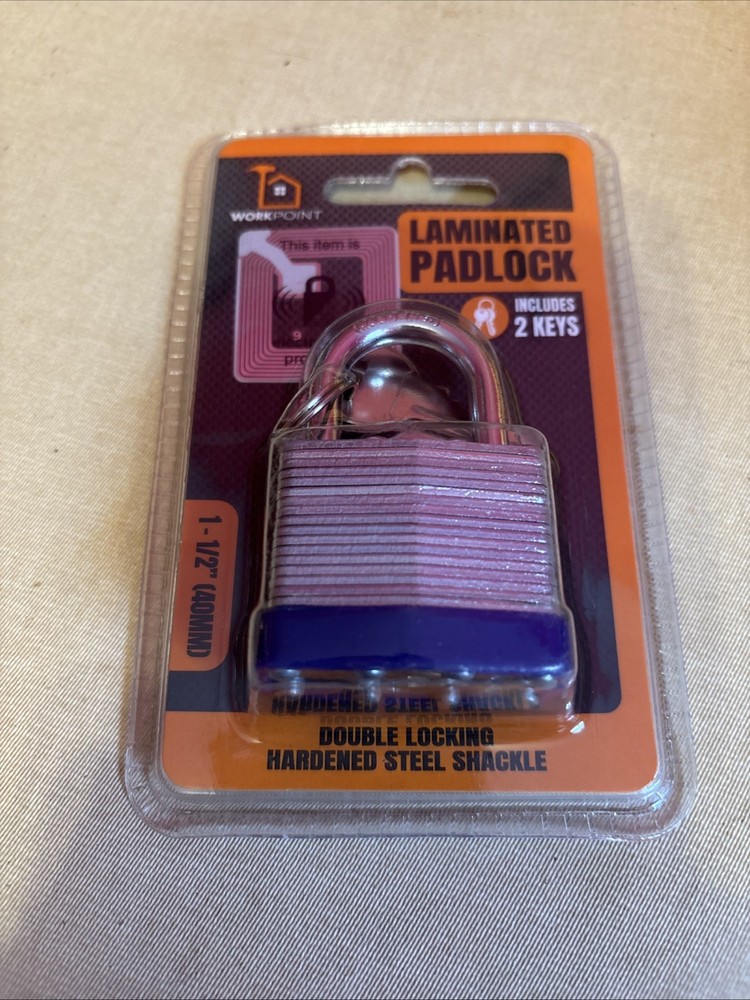 WORKPOINT
LAMINATED
PADLOCK
This item is
INCLUDES
2 KEYS
9
1-1/2" (40MM)
HARDENED STEEL SHACKLE
DOUBLE LOCKING
DOUBLE LOCKING
HARDENED STEEL SHACKLE